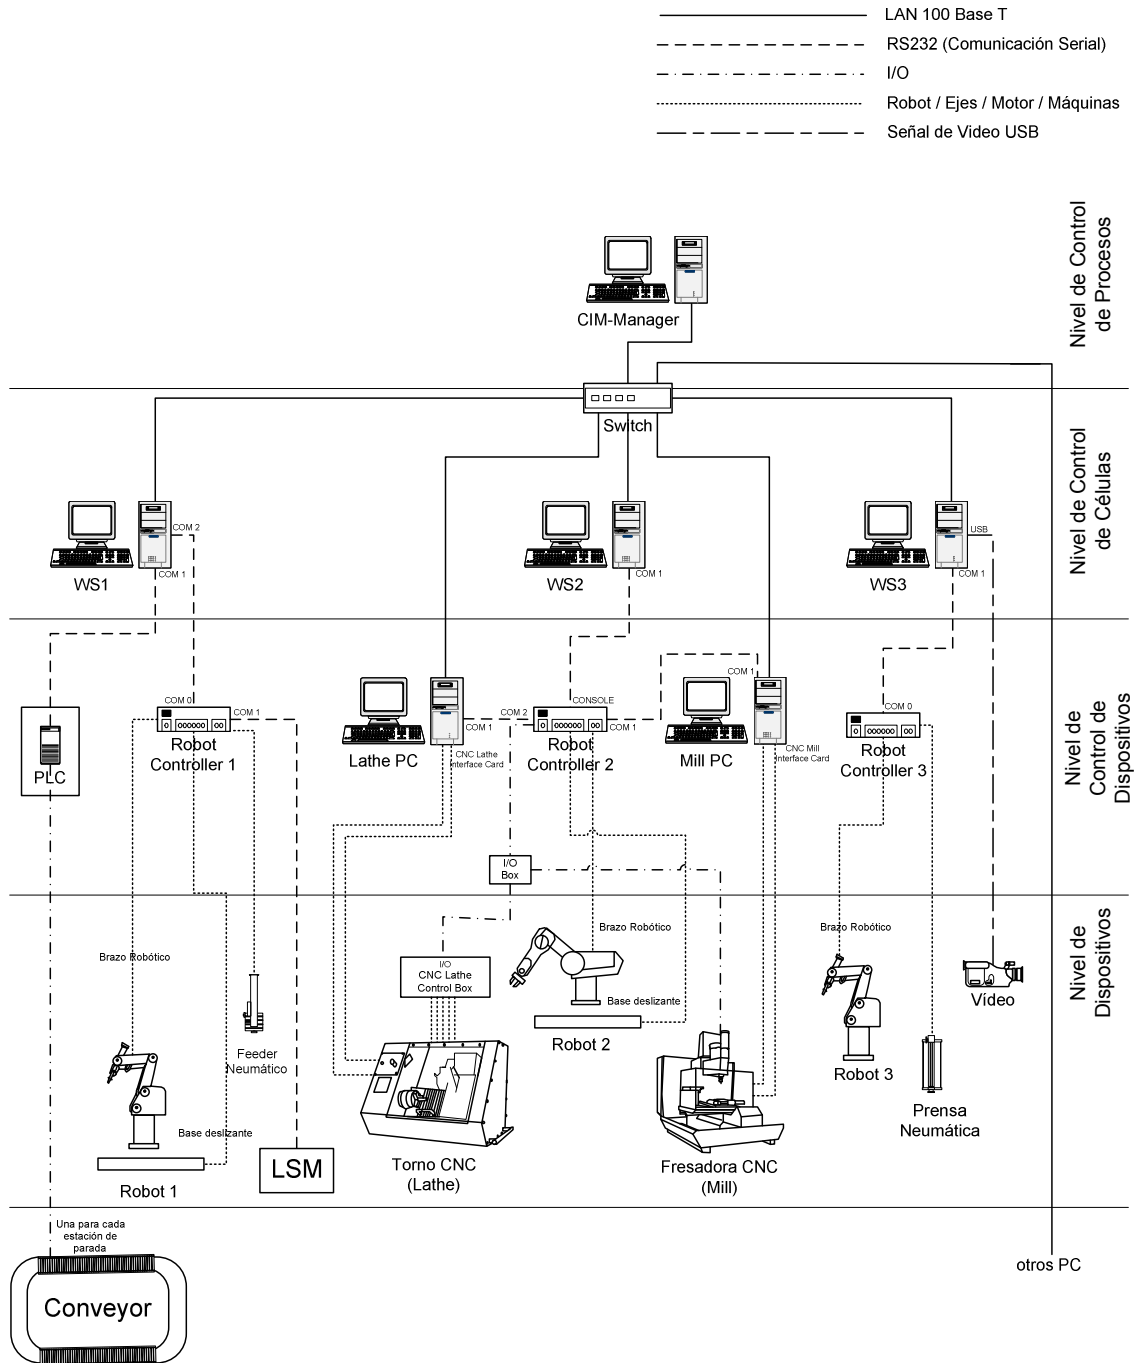 LAN 100 Base T
RS232 (Comunicación Serial)
I/O
Robot / Ejes / Motor / Máquinas
Señal de Video USB
Nivel de Control
de Procesos
CIM-Manager
Switch
Nivel de Control
de Células
COM 2
COM 1
WS1
COM 1
WS2
USB
COM 1
WS3
Nivel de
Control de
Dispositivos
PLC
COM 0
COM 1
Robot
Controller 1
Lathe PC
COM 1
CNC Lathe
Interface Card
CONSOLE
COM 2
COM 1
Robot
Controller 2
COM 1
Mill PC
CNC Mill
Interface Card
COM 0
Robot
Controller 3
I/O
Box
Nivel de
Dispositivos
Brazo Robótico
Feeder
Neumático
Base deslizante
Robot 1
LSM
I/O
CNC Lathe
Control Box
Torno CNC
(Lathe)
Brazo Robótico
Base deslizante
Robot 2
Fresadora CNC
(Mill)
Brazo Robótico
Robot 3
Prensa
Neumática
Vídeo
Una para cada
estación de
parada
Conveyor
otros PC